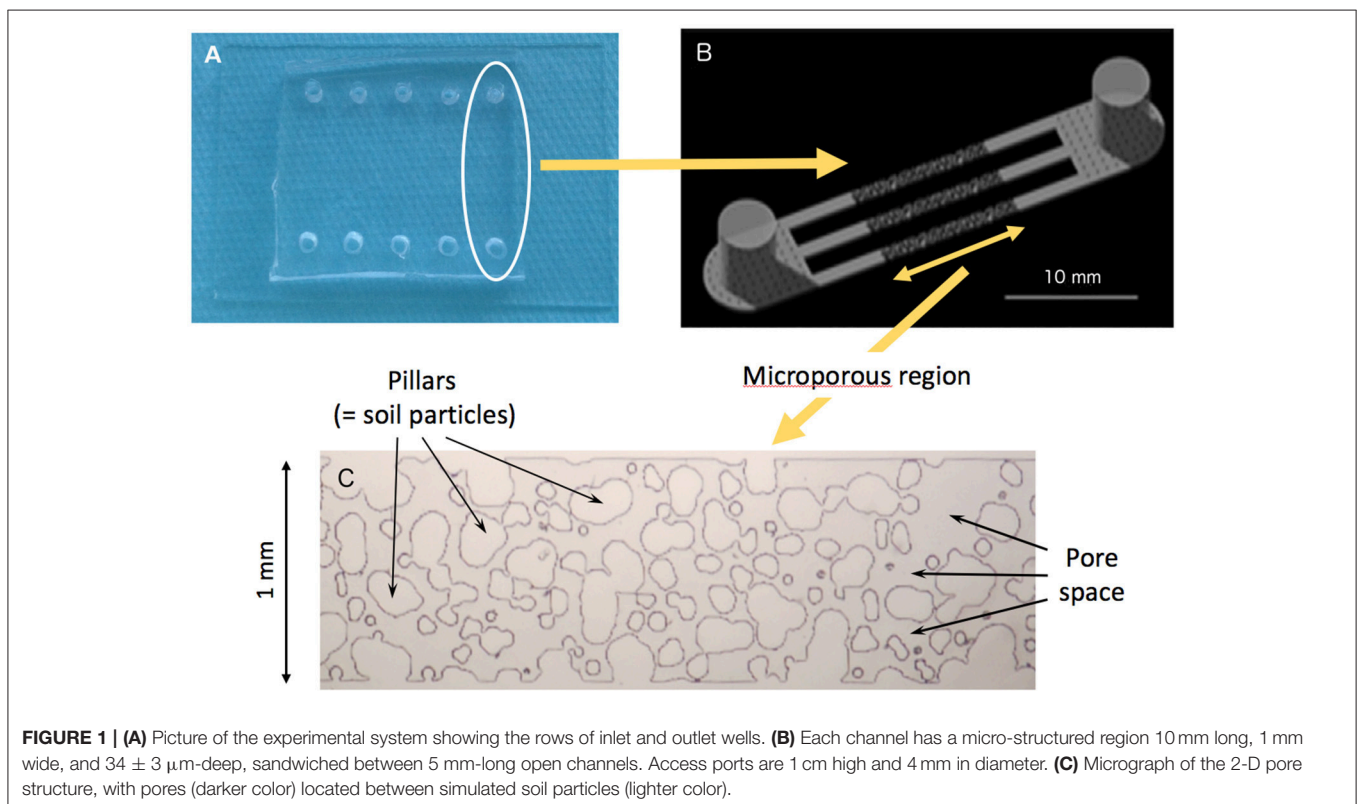 A
B
10 mm
Pillars
(= soil particles)
Microporous region
C
1 mm
Pore
space
FIGURE 1 | (A) Picture of the experimental system showing the rows of inlet and outlet wells. (B) Each channel has a micro-structured region 10 mm long, 1 mm
wide, and 34 ± 3 μm-deep, sandwiched between 5 mm-long open channels. Access ports are 1 cm high and 4 mm in diameter. (C) Micrograph of the 2-D pore
structure, with pores (darker color) located between simulated soil particles (lighter color).